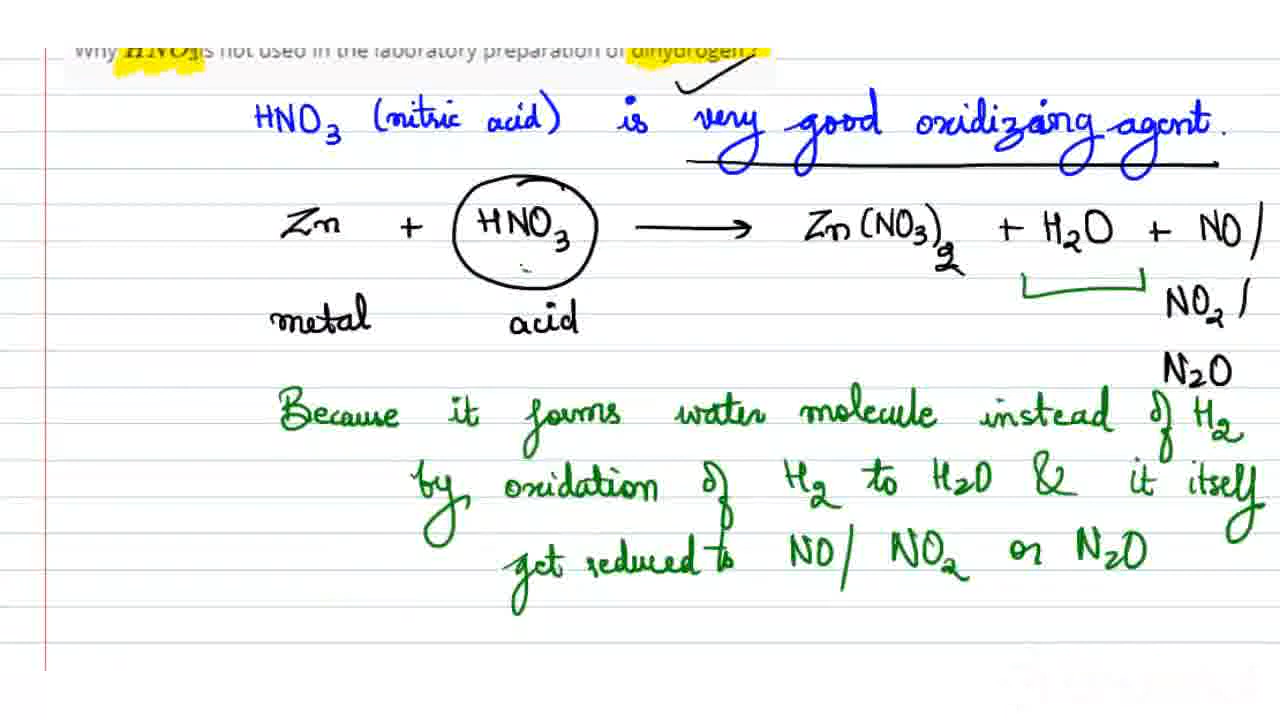 Why HNO3 is not used in the laboratory preparation of dihydrogen ?
HNO₃ (nitric acid) is very good oxidizing agent.
Zn + HNO₃ ⟶ Zn(NO₃)₂ + H₂O + NO/
metal acid NO₂/
N₂O
Because it forms water molecule instead of H₂
by oxidation of H₂ to H₂O & it itself
get reduced to NO/ NO₂ or N₂O